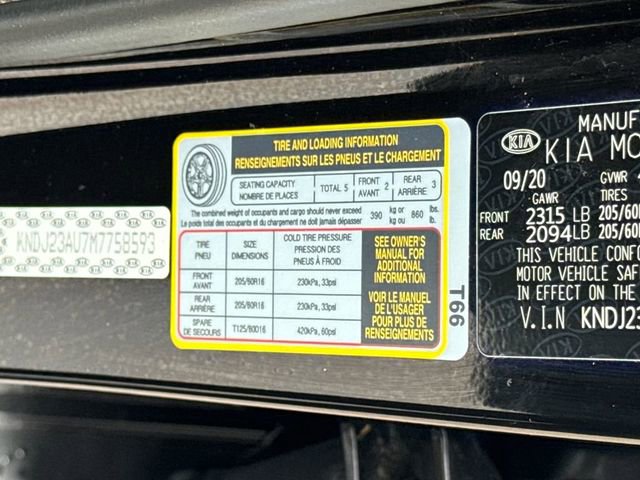 KNDJ23AU7M7758593
TIRE AND LOADING INFORMATION
RENSEIGNEMENTS SUR LES PNEUS ET LE CHARGEMENT
SEATING CAPACITY
NOMBRE DE PLACES
TOTAL 5
FRONT
AVANT
2
REAR
ARRIÈRE
3
The combined weight of occupants and cargo should never exceed
Le poids total des occupants et du chargement ne doit jamais dépasser
390 kg or
kg ou
860 lbs.
lb.
TIRE
PNEU
SIZE
DIMENSIONS
COLD TIRE PRESSURE
PRESSION DES
PNEUS À FROID
FRONT
AVANT
205/60R16
230kPa, 33psi
REAR
ARRIÈRE
205/60R16
230kPa, 33psi
SPARE
DE SECOURS
T125/80D16
420kPa, 60psi
SEE OWNER'S
MANUAL FOR
ADDITIONAL
INFORMATION
VOIR LE MANUEL
DE L'USAGER
POUR PLUS DE
RENSEIGNEMENTS
T66
MANUF
KIA MO
09/20 GVWR
GAWR TIRES
FRONT 2315 LB 205/60
REAR 2094LB 205/60
THIS VEHICLE CONF
MOTOR VEHICLE SAF
IN EFFECT ON THE
V.I.N KNDJ23